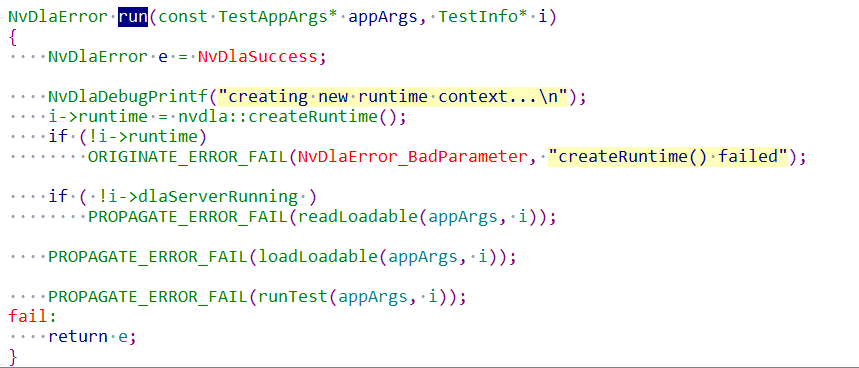 NvDlaError run(const TestAppArgs* appArgs, TestInfo* i)
{
    NvDlaError e = NvDlaSuccess;

    NvDlaDebugPrintf("creating new runtime context...\n");
    i->runtime = nvdla::createRuntime();
    if (!i->runtime)
        ORIGINATE_ERROR_FAIL(NvDlaError_BadParameter, "createRuntime() failed");

    if ( !i->dlaServerRunning )
        PROPAGATE_ERROR_FAIL(readLoadable(appArgs, i));

    PROPAGATE_ERROR_FAIL(loadLoadable(appArgs, i));

    PROPAGATE_ERROR_FAIL(runTest(appArgs, i));
fail:
    return e;
}